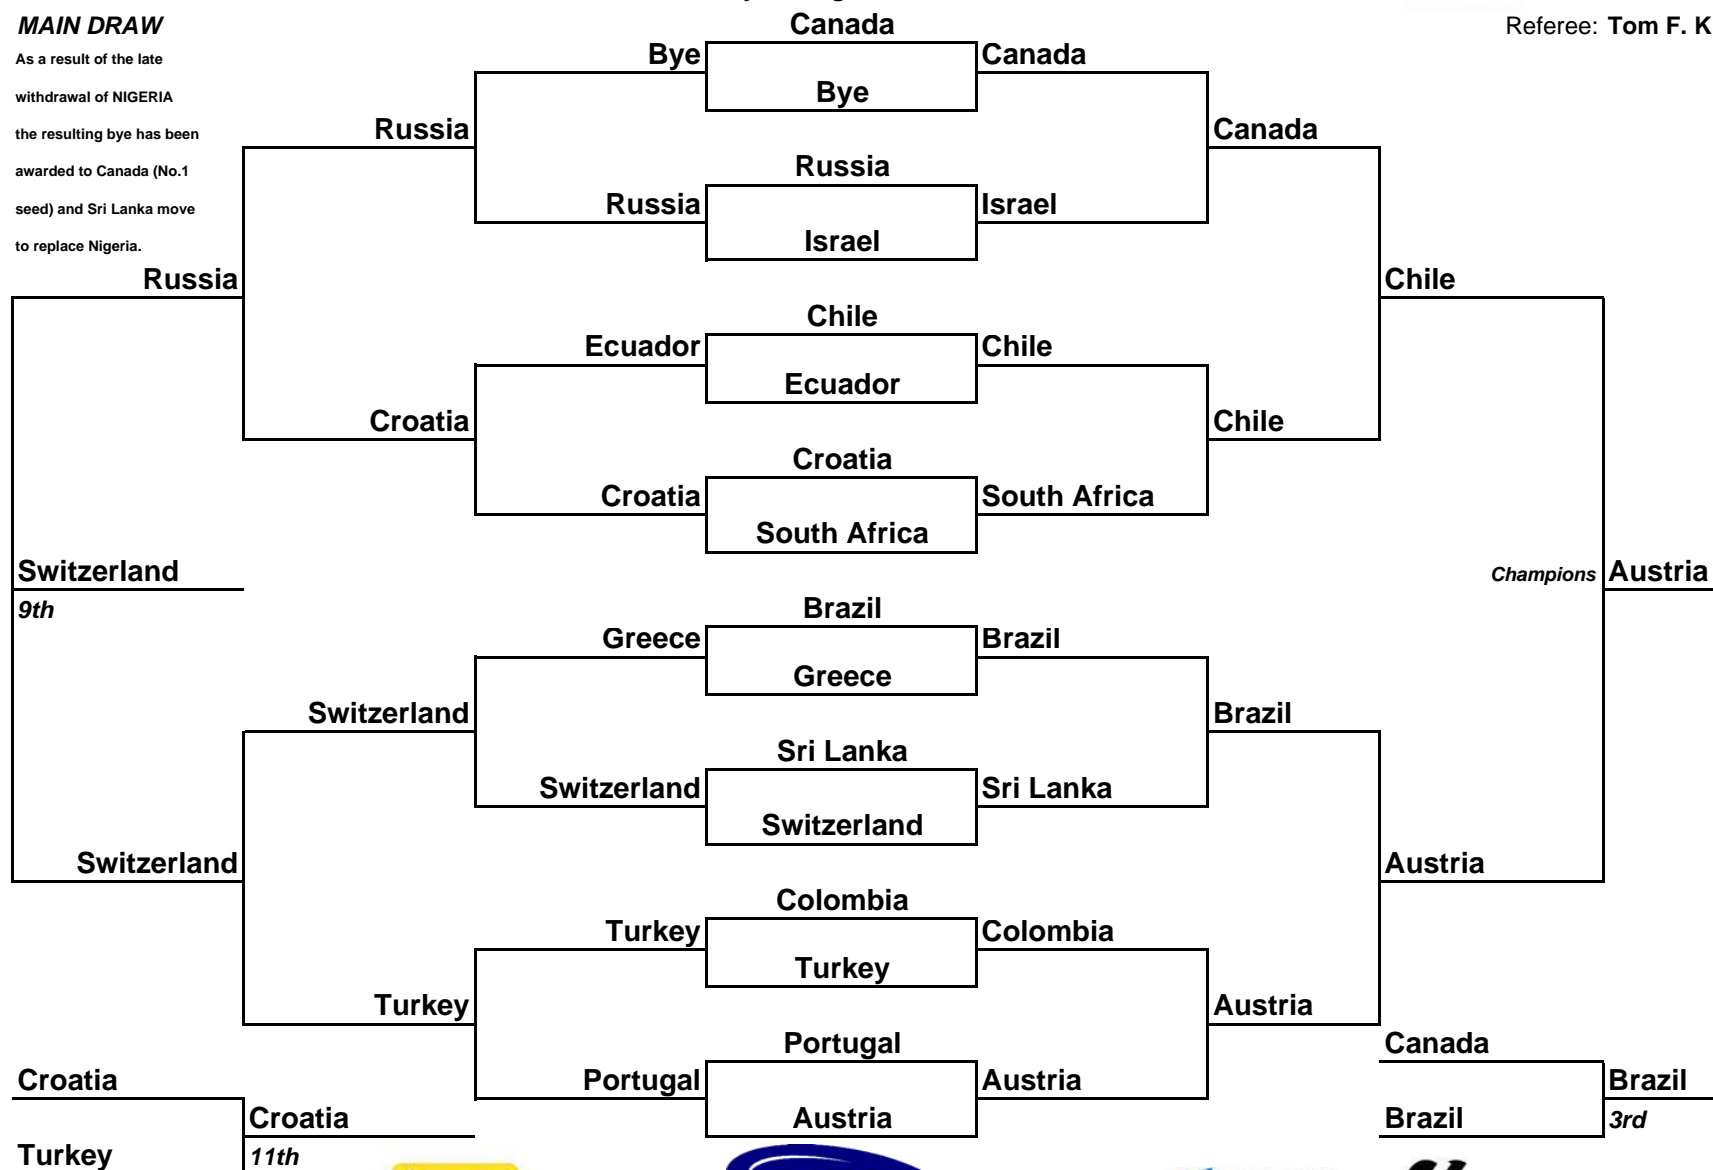 Canada
MAIN DRAW
Referee: Tom F. K
Bye
Canada
As a result of the late
Bye
withdrawal of NIGERIA
Russia
the resulting bye has been
Canada
Russia
awarded to Canada (No.1
Russia
Israel
seed) and Sri Lanka move
Israel
to replace Nigeria.
Russia
Chile
Chile
Ecuador
Chile
Ecuador
Croatia
Chile
Croatia
Croatia
South Africa
South Africa
Switzerland
Champions
Austria
9th
Brazil
Greece
Brazil
Greece
Switzerland
Brazil
Sri Lanka
Switzerland
Sri Lanka
Switzerland
Switzerland
Austria
Colombia
Turkey
Colombia
Turkey
Turkey
Austria
Portugal
Canada
Croatia
Portugal
Austria
Brazil
Croatia
Austria
Brazil
3rd
Turkey
11th